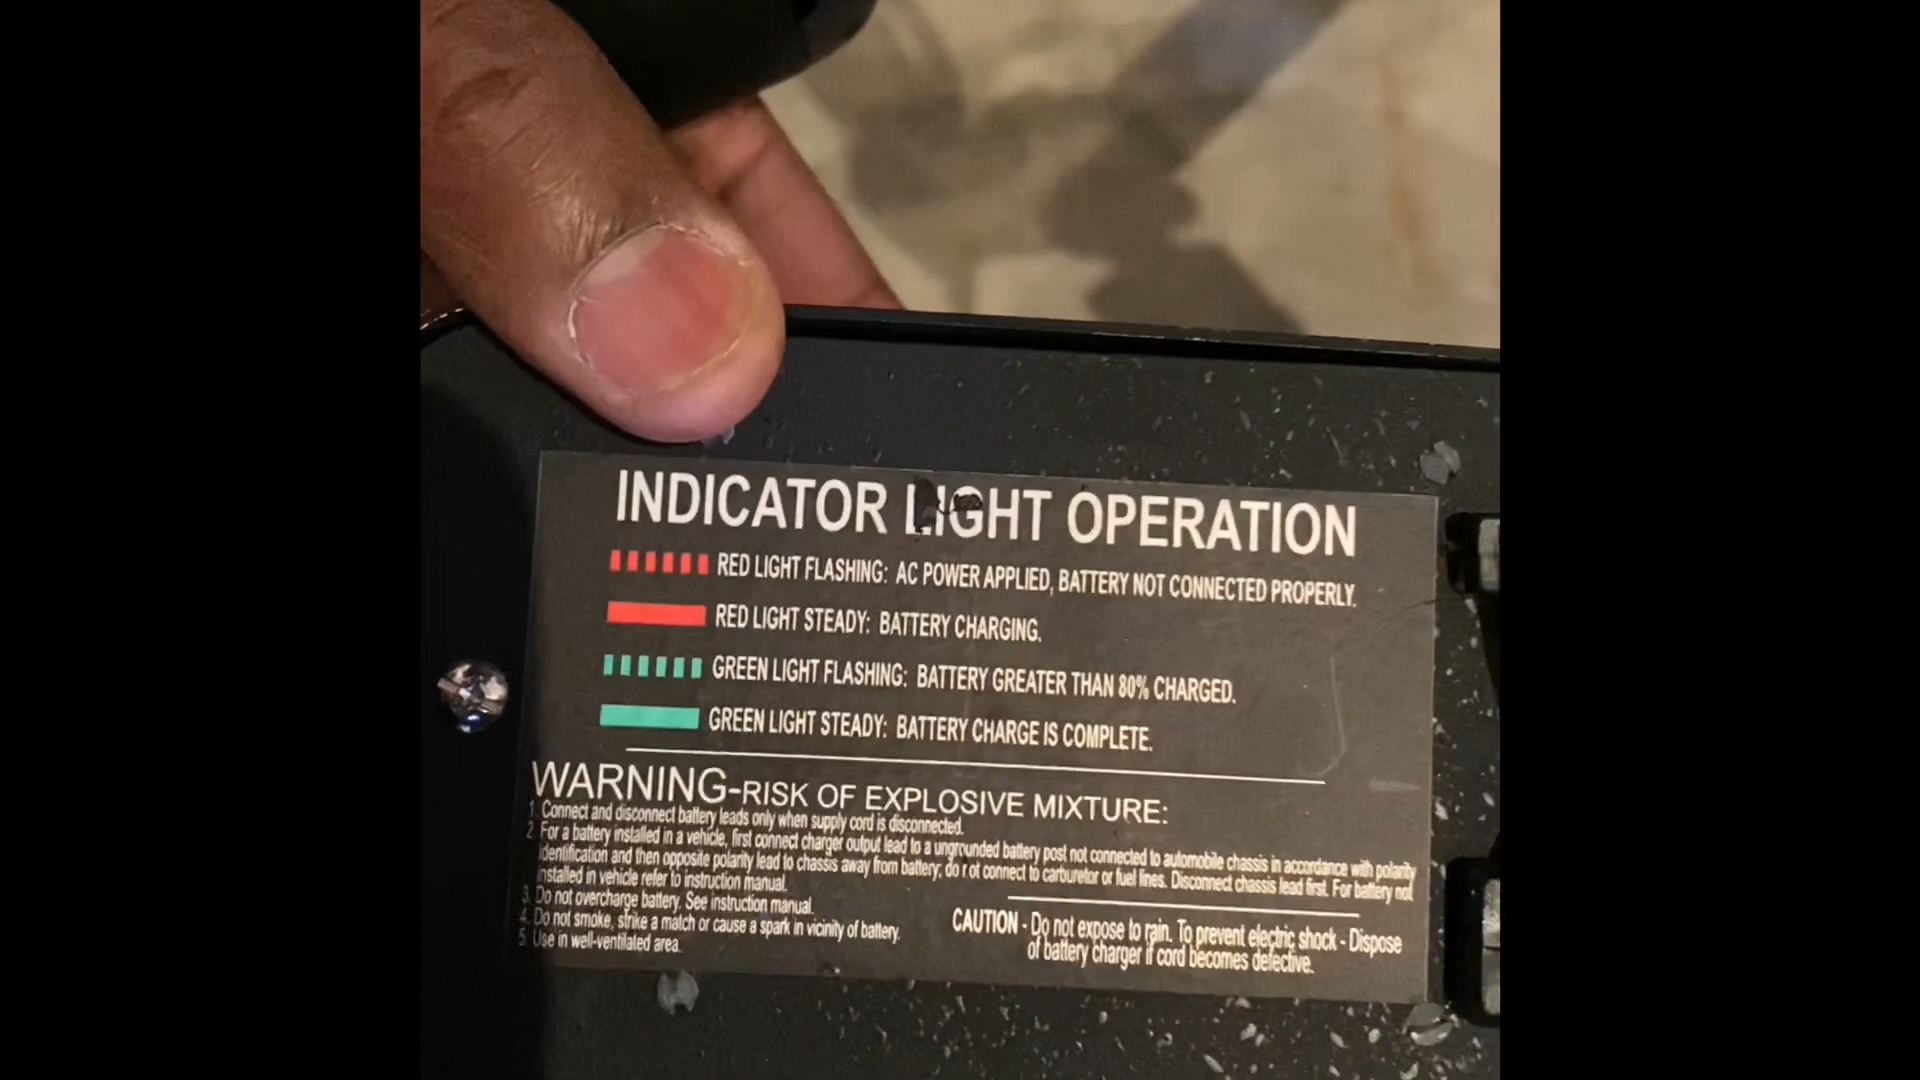 INDICATOR LIGHT OPERATION
RED LIGHT FLASHING: AC POWER APPLIED, BATTERY NOT CONNECTED PROPERLY.
RED LIGHT STEADY: BATTERY CHARGING.
GREEN LIGHT FLASHING: BATTERY GREATER THAN 80% CHARGED.
GREEN LIGHT STEADY: BATTERY CHARGE IS COMPLETE.
WARNING-RISK OF EXPLOSIVE MIXTURE:
1. Connect and disconnect battery leads only when supply cord is disconnected.
2. For a battery installed in a vehicle, first connect charger output lead to a ungrounded battery post not connected to automobile chassis in accordance with polarity
identification and then opposite polarity lead to chassis away from battery; do not connect to carburetor or fuel lines. Disconnect chassis lead first. For battery not
installed in vehicle refer to instruction manual.
3. Do not overcharge battery. See instruction manual.
4. Do not smoke, strike a match or cause a spark in vicinity of battery.
5. Use in well-ventilated area.
CAUTION - Do not expose to rain. To prevent electric shock - Dispose
of battery charger if cord becomes defective.